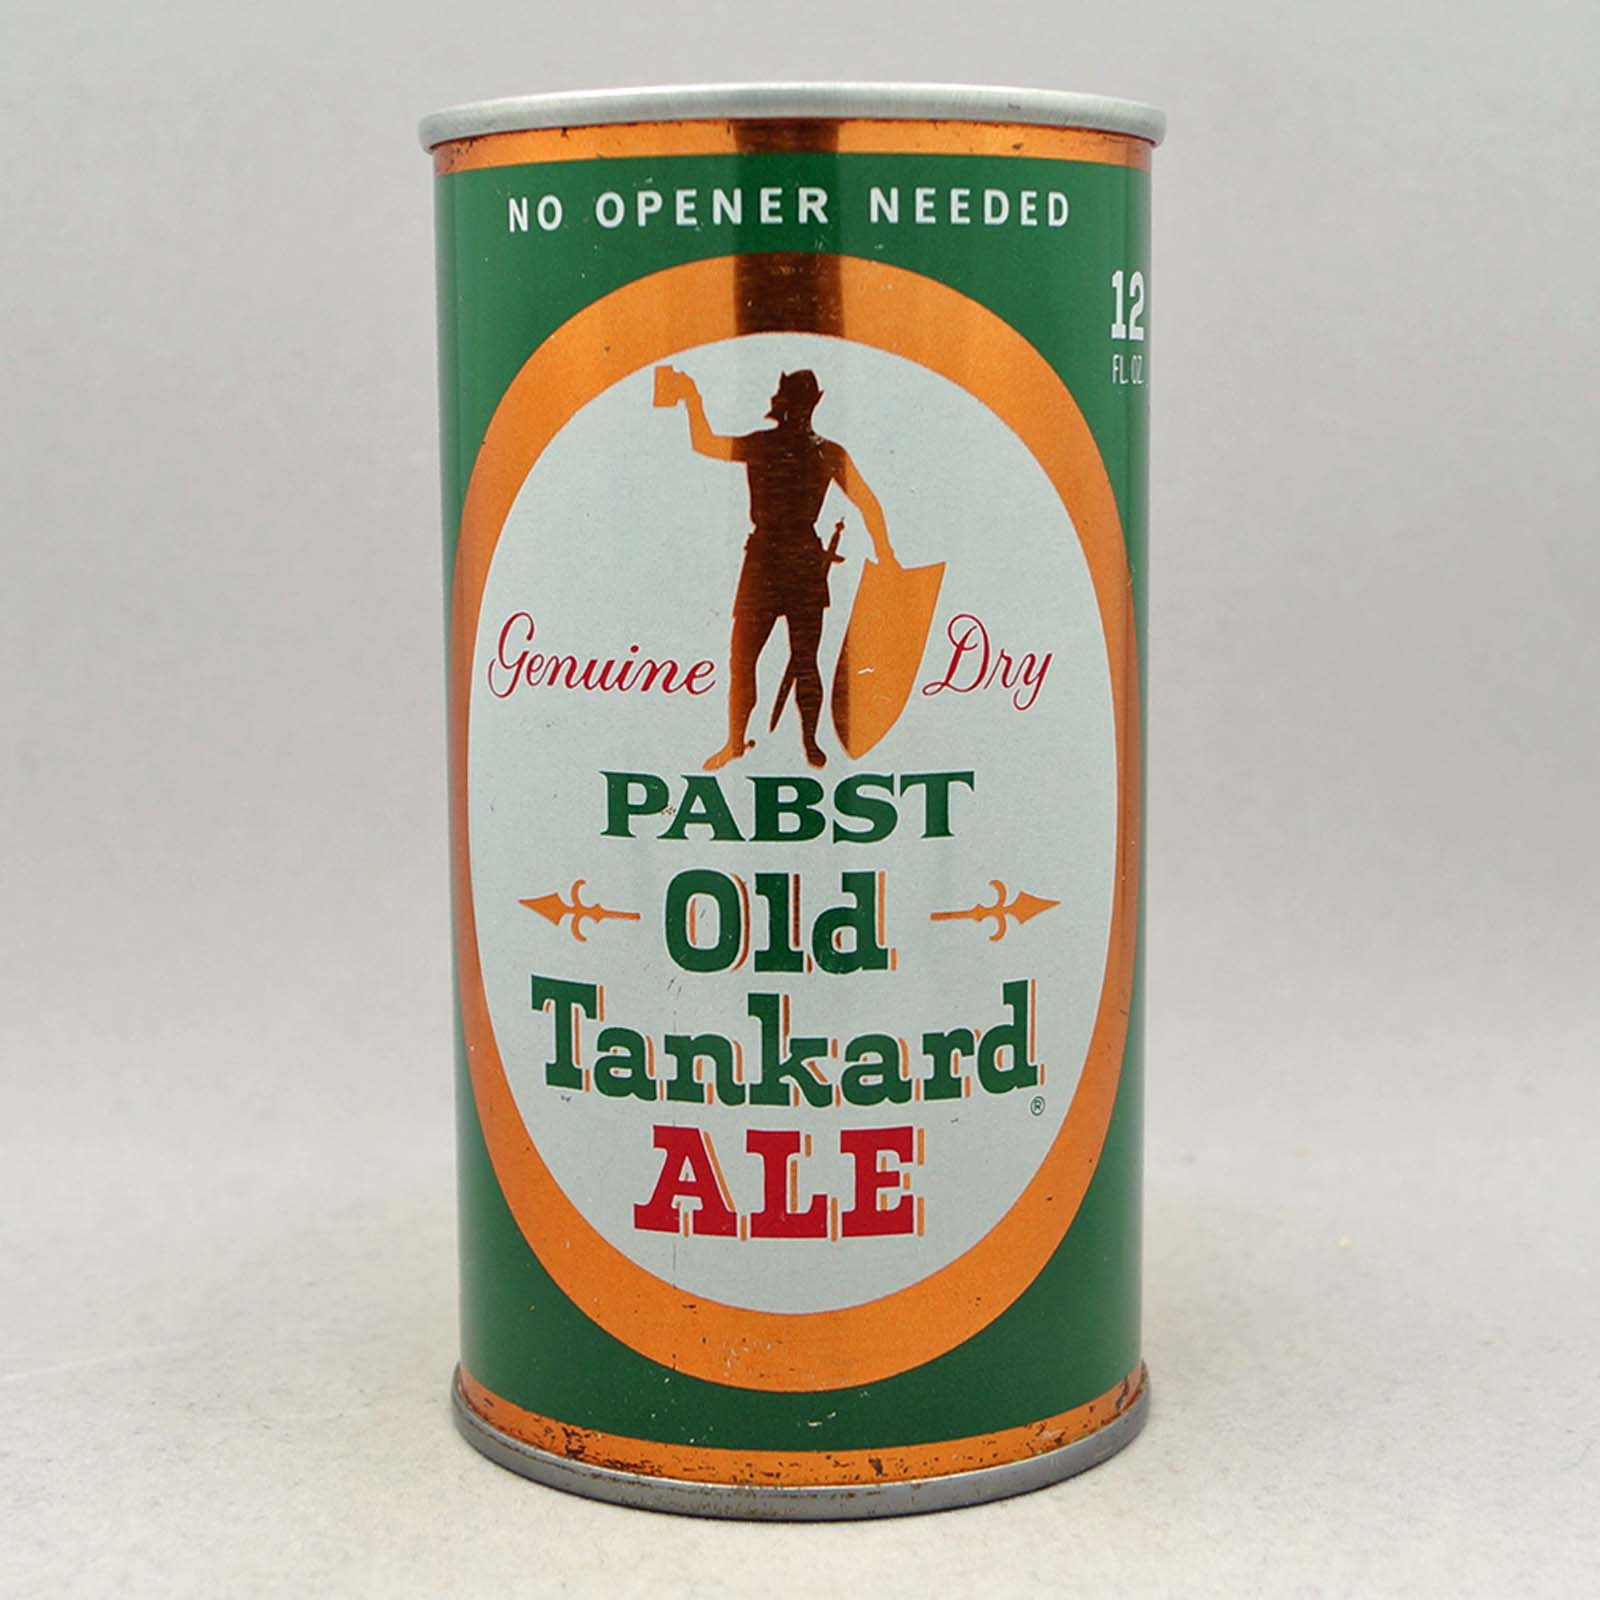 NO OPENER NEEDED
12
FL. OZ.
Genuine Dry
PABST
Old
Tankard®
ALE